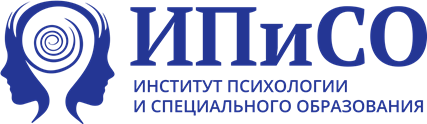 ИПиСО
ИНСТИТУТ ПСИХОЛОГИИ
И СПЕЦИАЛЬНОГО ОБРАЗОВАНИЯ